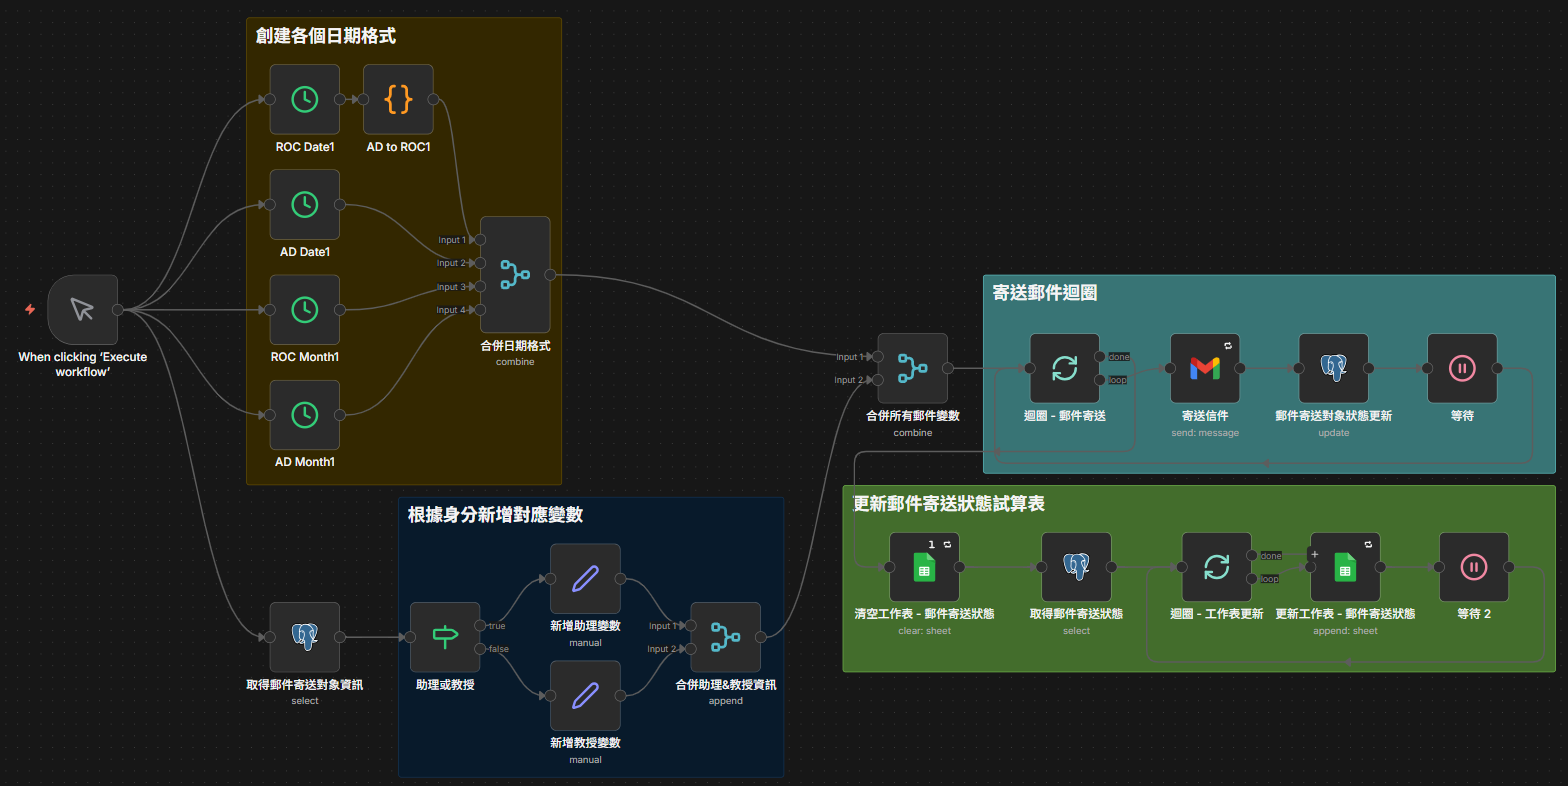 創建各個日期格式
ROC Date1
AD to ROC1
AD Date1
ROC Month1
AD Month1
Input 1
Input 2
Input 3
Input 4
合併日期格式
combine
When clicking ‘Execute
workflow’
取得郵件寄送對象資訊
select
根據身分新增對應變數
助理或教授
true
false
新增助理變數
manual
新增教授變數
manual
Input 1
Input 2
合併助理&教授資訊
append
Input 1
Input 2
合併所有郵件變數
combine
寄送郵件迴圈
done
loop
迴圈 - 郵件寄送
寄送信件
send: message
郵件寄送對象狀態更新
update
等待
更新郵件寄送狀態試算表
1
清空工作表 - 郵件寄送狀態
clear: sheet
取得郵件寄送狀態
select
done
loop
迴圈 - 工作表更新
+
更新工作表 - 郵件寄送狀態
append: sheet
等待 2